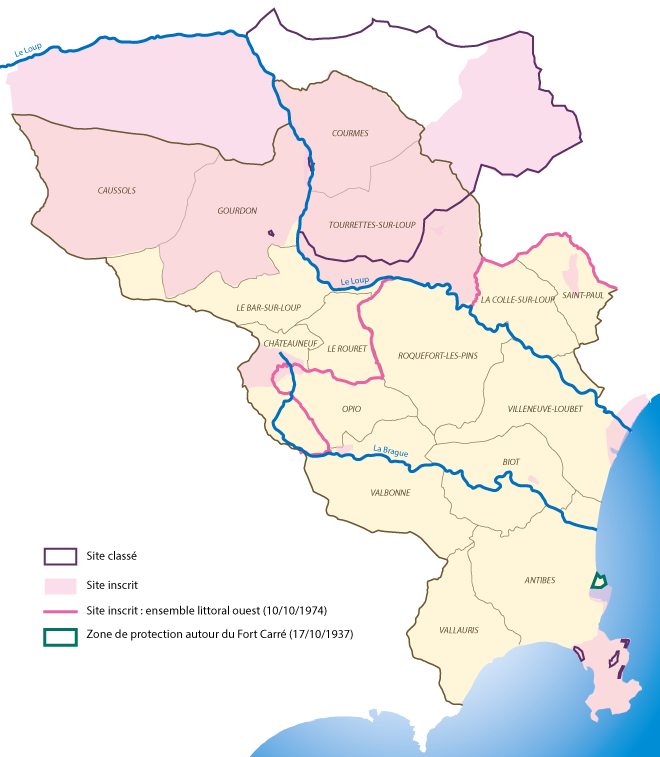 Le Loup
COURMES
CAUSSOLS
GOURDON
TOURRETTES-SUR-LOUP
Le Loup
LA COLLE-SUR-LOUP
SAINT-PAUL
LE BAR-SUR-LOUP
CHÂTEAUNEUF
LE ROURET
ROQUEFORT-LES-PINS
OPIO
VILLENEUVE-LOUBET
La Brague
BIOT
VALBONNE
Site classé
Site inscrit
ANTIBES
Site inscrit : ensemble littoral ouest (10/10/1974)
Zone de protection autour du Fort Carré (17/10/1937)
VALLAURIS